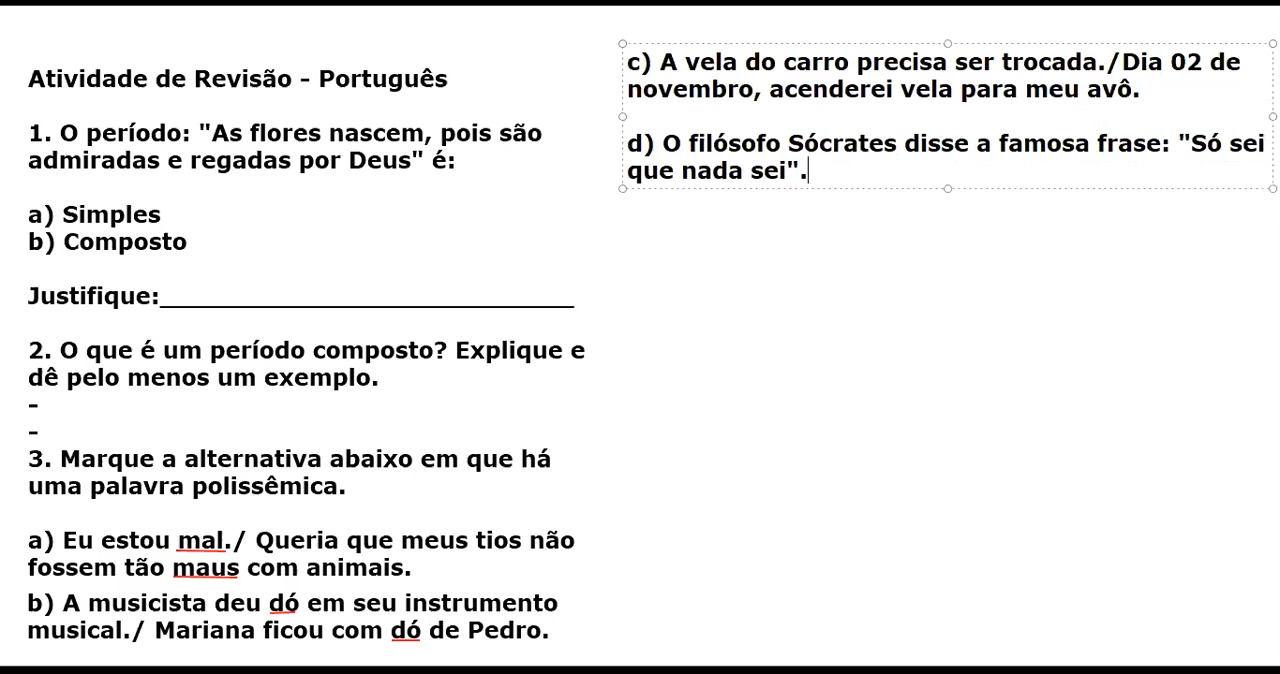 Atividade de Revisão - Português
1. O período: "As flores nascem, pois são
admiradas e regadas por Deus" é:
a) Simples
b) Composto
Justifique:__________________________________
2. O que é um período composto? Explique e
dê pelo menos um exemplo.
-
-
3. Marque a alternativa abaixo em que há
uma palavra polissêmica.
a) Eu estou mal./ Queria que meus tios não
fossem tão maus com animais.
b) A musicista deu dó em seu instrumento
musical./ Mariana ficou com dó de Pedro.
c) A vela do carro precisa ser trocada./Dia 02 de
novembro, acenderei vela para meu avô.
d) O filósofo Sócrates disse a famosa frase: "Só sei
que nada sei".